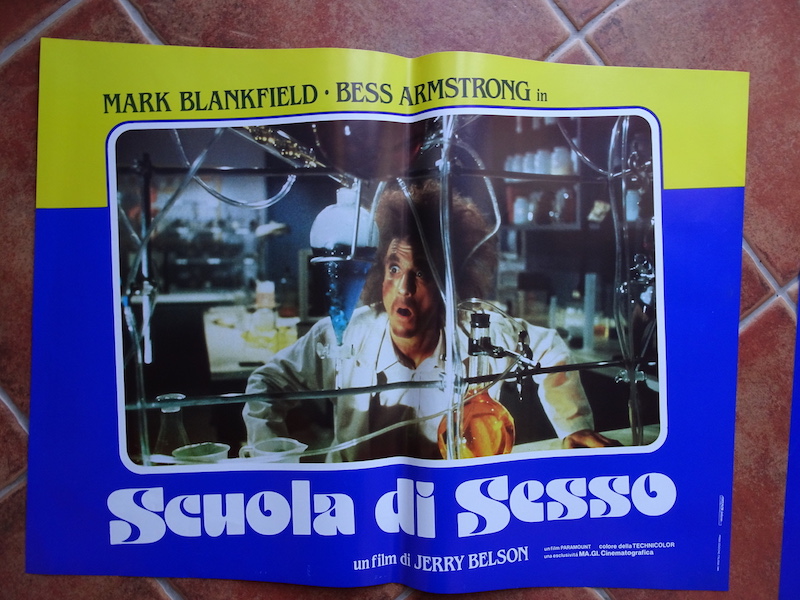 MARK BLANKFIELD · BESS ARMSTRONG in
Scuola di Sesso
un film di JERRY BELSON
un film PARAMOUNT colore della TECHNICOLOR
una esclusività MA.GI. Cinematografica